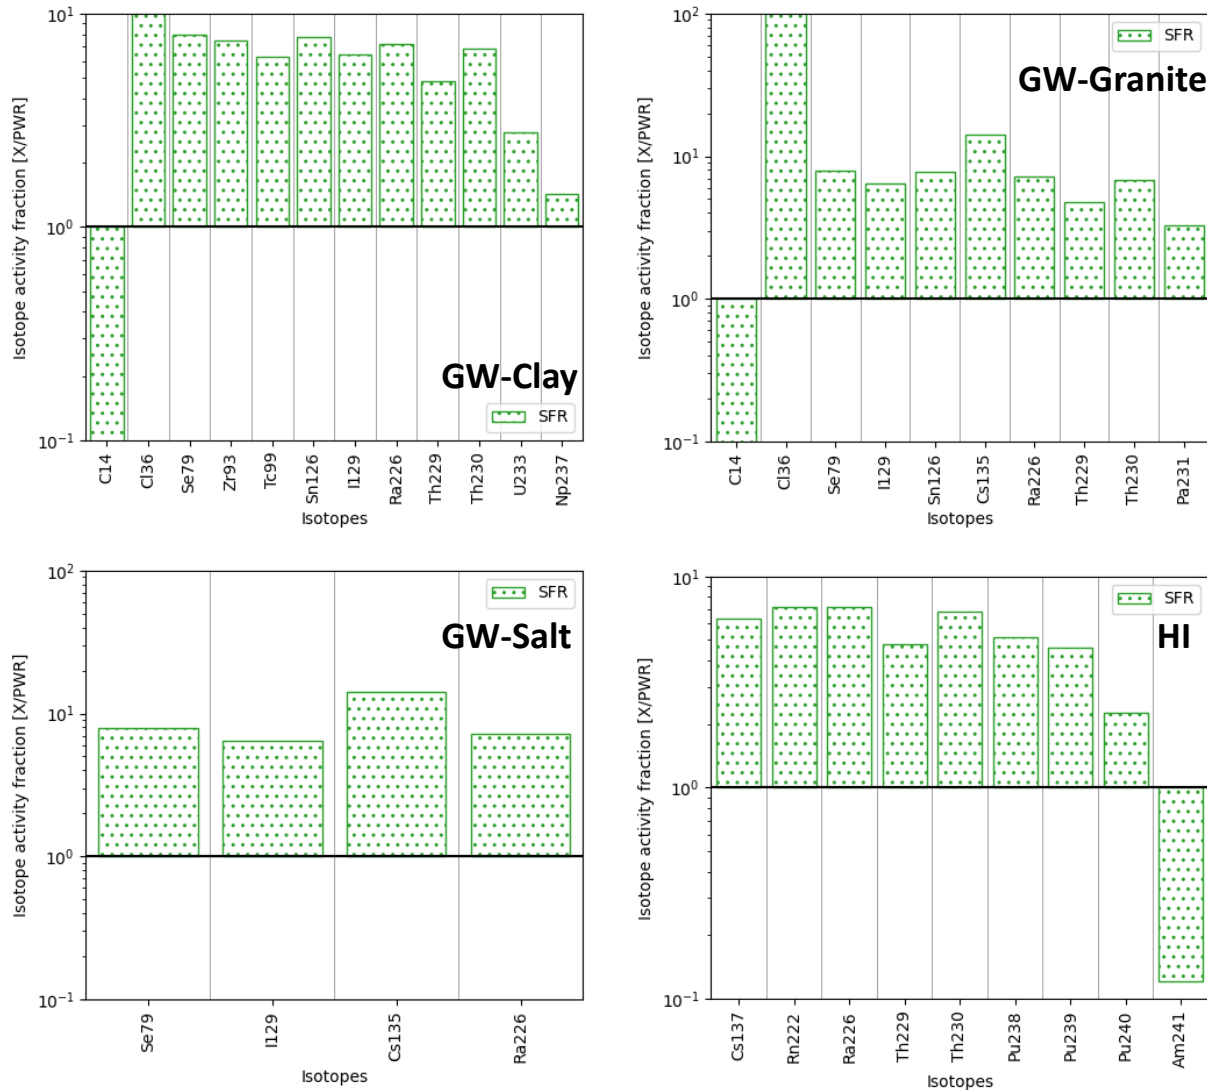 10¹
10⁰
10⁻¹
Isotope activity fraction [X/PWR]
GW-Clay
SFR
C14
Cl36
Se79
Zr93
Tc99
Sn126
I129
Ra226
Th229
Th230
U233
Np237
Isotopes
10²
10¹
10⁰
10⁻¹
Isotope activity fraction [X/PWR]
SFR
GW-Granite
C14
Cl36
Se79
I129
Sn126
Cs135
Ra226
Th229
Th230
Pa231
Isotopes
10²
10¹
10⁰
10⁻¹
Isotope activity fraction [X/PWR]
SFR
GW-Salt
Se79
I129
Cs135
Ra226
Isotopes
10¹
10⁰
10⁻¹
Isotope activity fraction [X/PWR]
SFR
HI
Cs137
Rn222
Ra226
Th229
Th230
Pu238
Pu239
Pu240
Am241
Isotopes